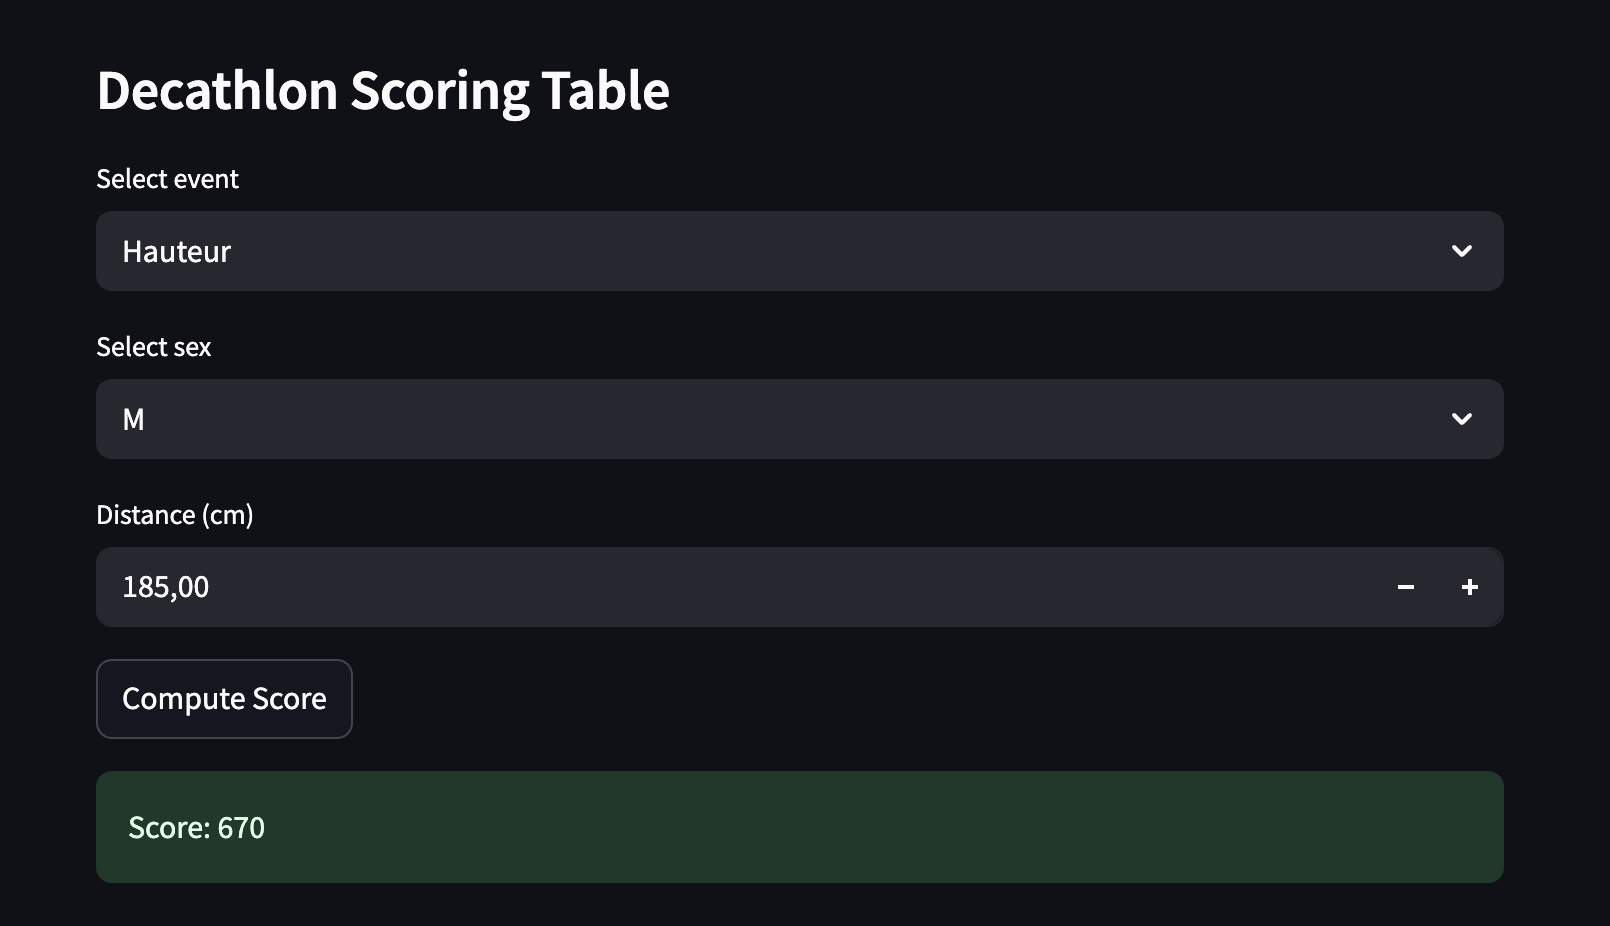 Decathlon Scoring Table
Select event
Hauteur
Select sex
M
Distance (cm)
185,00
Compute Score
Score: 670